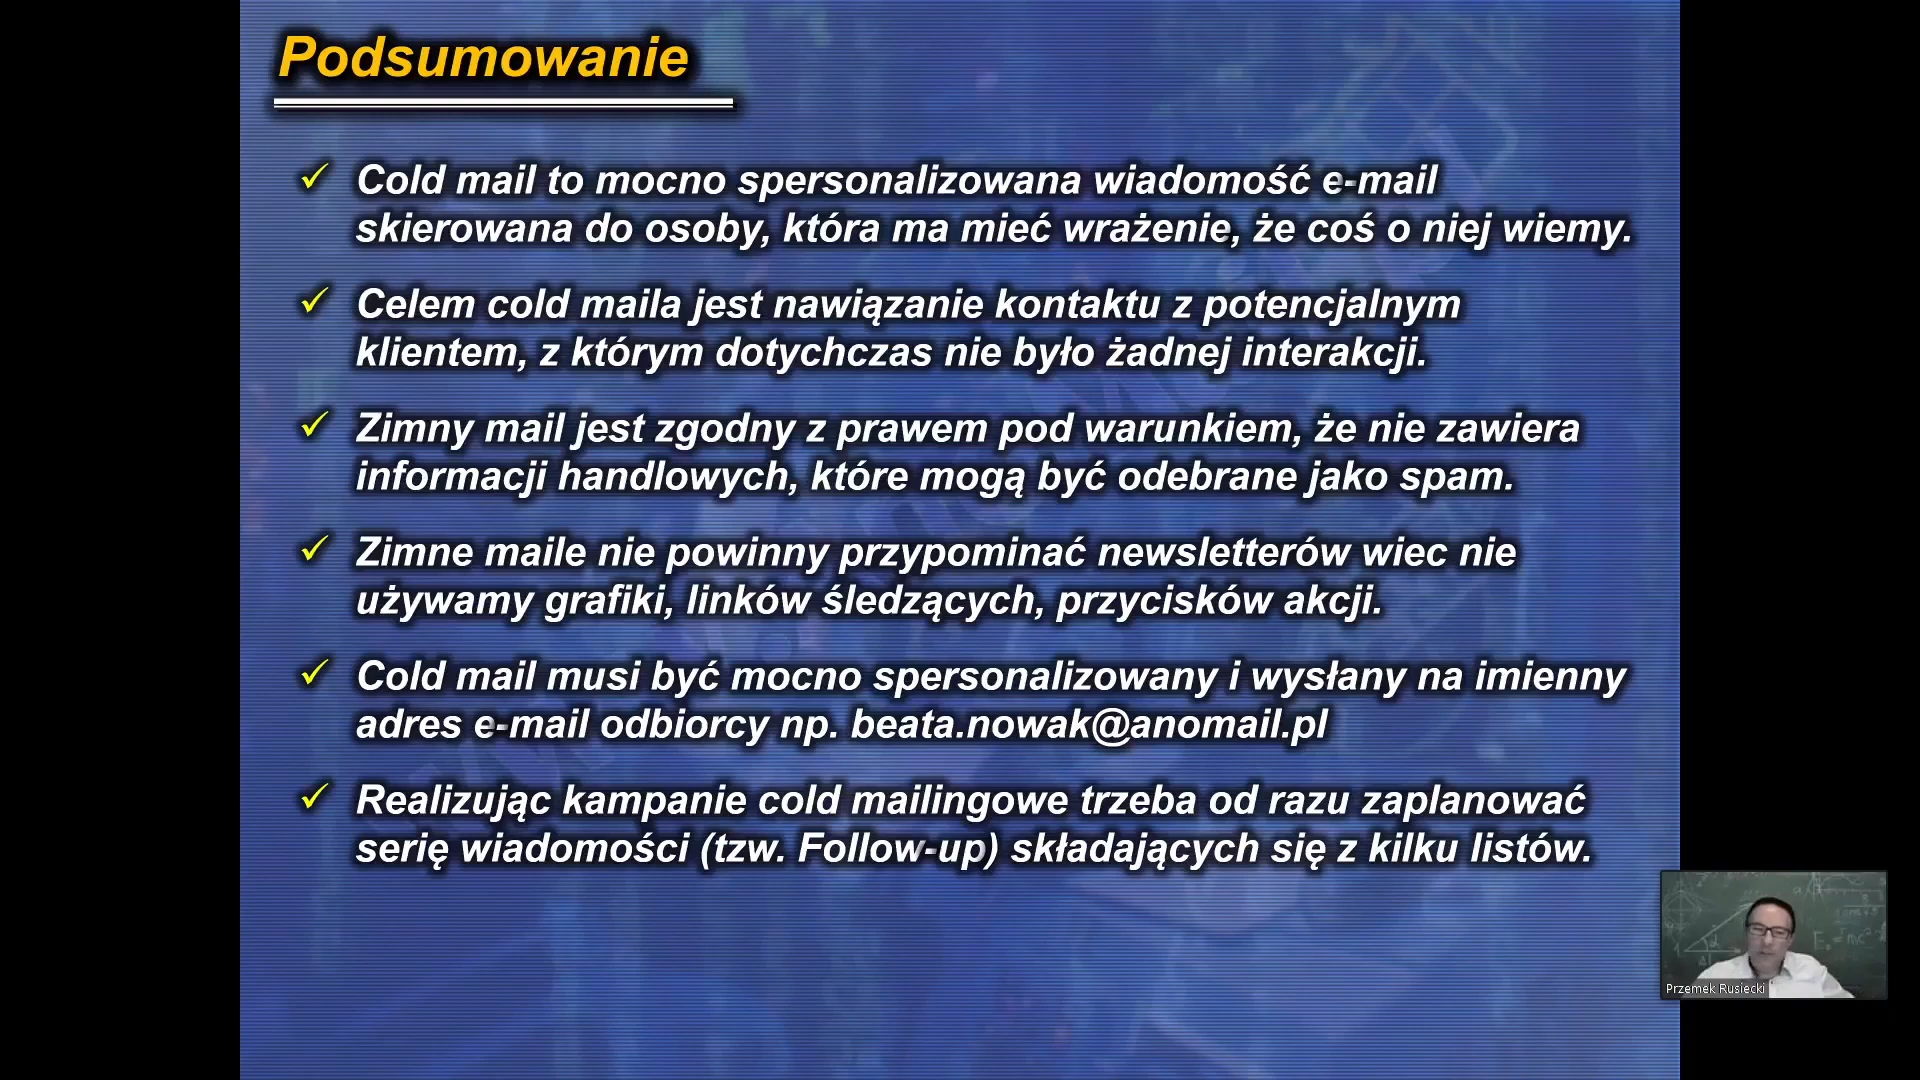 Podsumowanie
Cold mail to mocno spersonalizowana wiadomość e-mail
skierowana do osoby, która ma mieć wrażenie, że coś o niej wiemy.
Celem cold maila jest nawiązanie kontaktu z potencjalnym
klientem, z którym dotychczas nie było żadnej interakcji.
Zimny mail jest zgodny z prawem pod warunkiem, że nie zawiera
informacji handlowych, które mogą być odebrane jako spam.
Zimne maile nie powinny przypominać newsletterów wiec nie
używamy grafiki, linków śledzących, przycisków akcji.
Cold mail musi być mocno spersonalizowany i wysłany na imienny
adres e-mail odbiorcy np. beata.nowak@anomail.pl
Realizując kampanie cold mailingowe trzeba od razu zaplanować
serię wiadomości (tzw. Follow-up) składających się z kilku listów.
Przemek Rusiecki